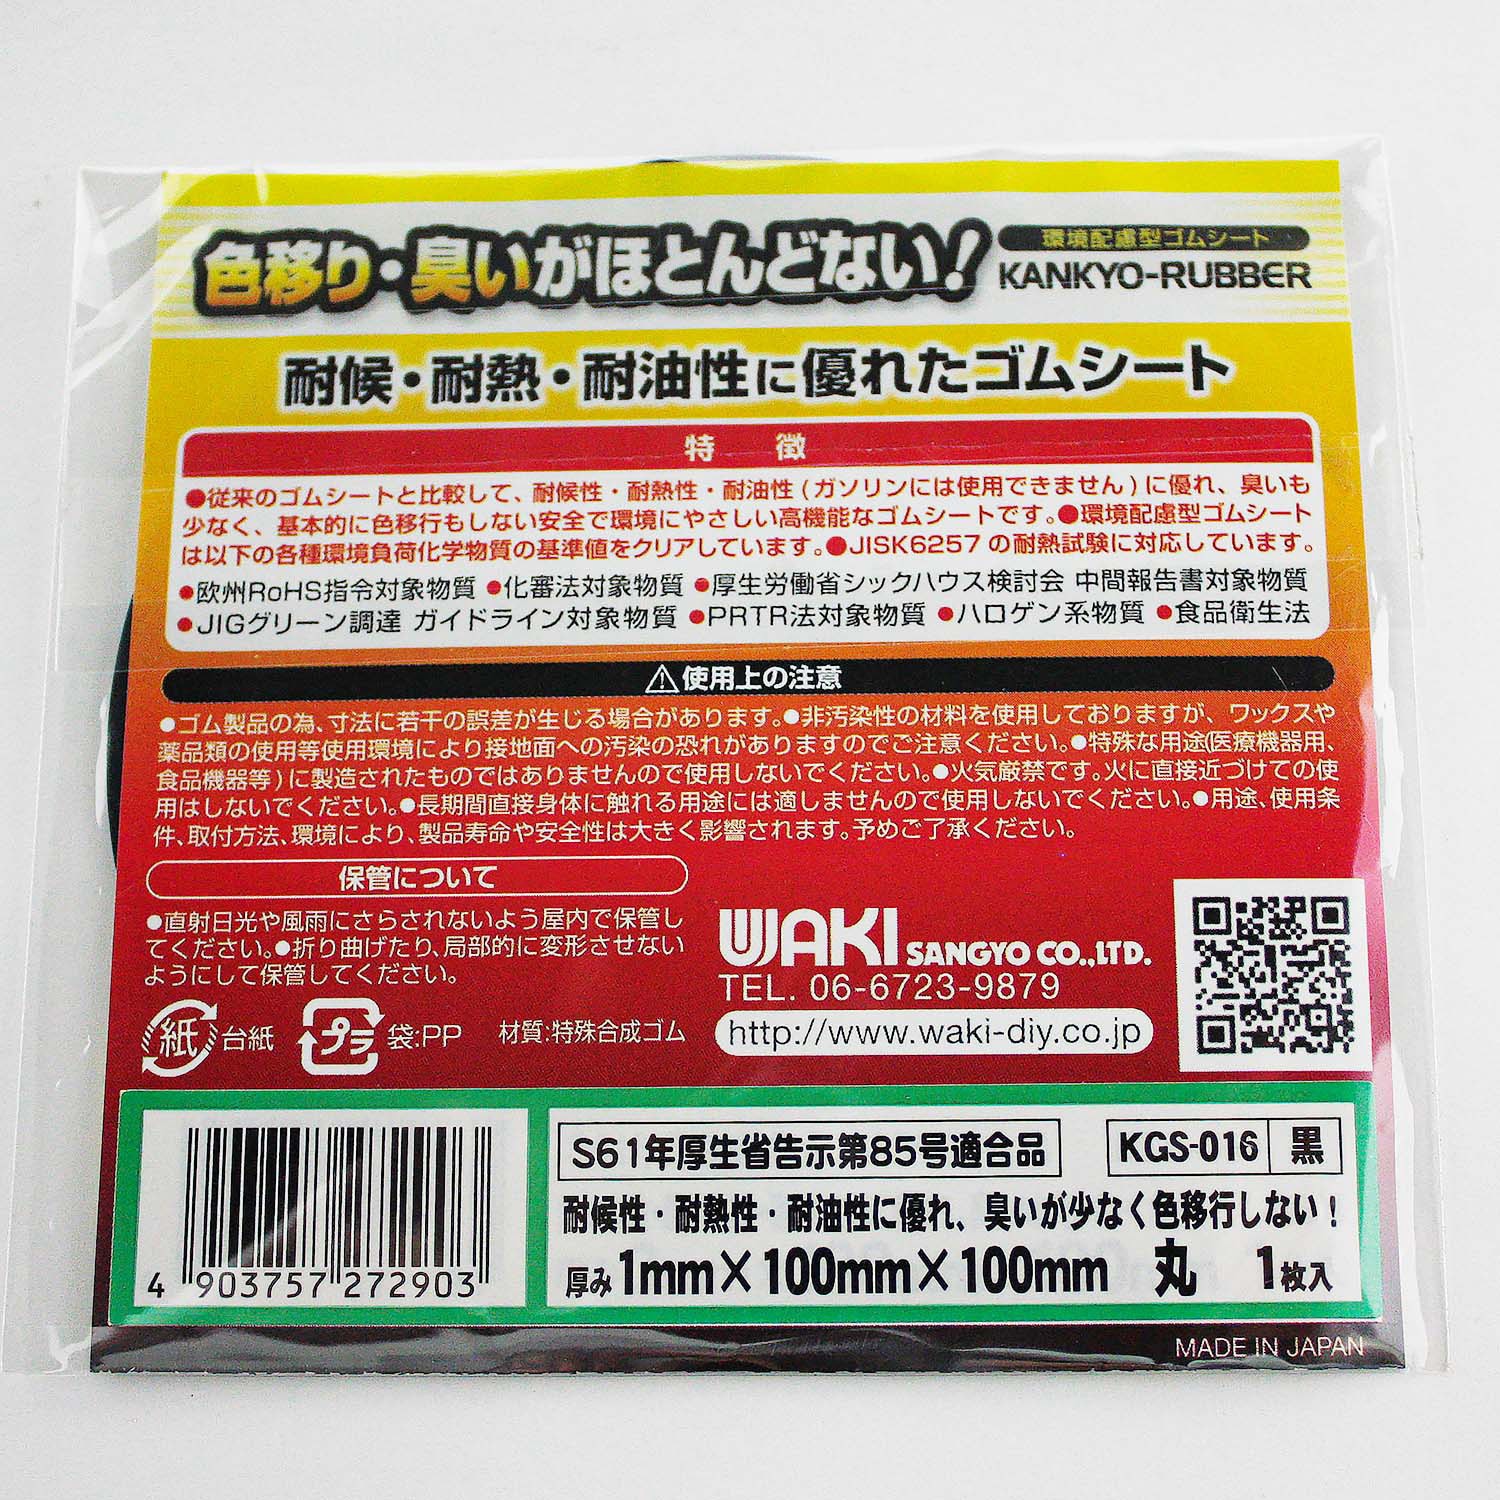 色移り・臭いがほとんどない!
環境配慮型ゴムシート
KANKYO-RUBBER
耐候・耐熱・耐油性に優れたゴムシート
特 徴
●従来のゴムシートと比較して、耐候性・耐熱性・耐油性(ガソリンには使用できません)に優れ、臭いも
少なく、基本的に色移行もしない安全で環境にやさしい高機能なゴムシートです。●環境配慮型ゴムシート
は以下の各種環境負荷化学物質の基準値をクリアしています。●JISK6257の耐熱試験に対応しています。
●欧州RoHS指令対象物質 ●化審法対象物質 ●厚生労働省シックハウス検討会 中間報告書対象物質
●JIGグリーン調達 ガイドライン対象物質 ●PRTR法対象物質 ●ハロゲン系物質 ●食品衛生法
⚠使用上の注意
●ゴム製品の為、寸法に若干の誤差が生じる場合があります。●非汚染性の材料を使用しておりますが、ワックスや
薬品類の使用等使用環境により接地面への汚染の恐れがありますのでご注意ください。●特殊な用途(医療機器用、
食品機器等)に製造されたものではありませんので使用しないでください。●火気厳禁です。火に直接近づけての使
用はしないでください。●長期間直接身体に触れる用途には適しませんので使用しないでください。●用途、使用条
件、取付方法、環境により、製品寿命や安全性は大きく影響されます。予めご了承ください。
保管について
●直射日光や風雨にさらされないよう屋内で保管し
てください。●折り曲げたり、局部的に変形させない
ようにして保管してください。
紙 台紙 プラ 袋:PP 材質:特殊合成ゴム
WAKI SANGYO CO.,LTD.
TEL. 06-6723-9879
http://www.waki-diy.co.jp
4 903757 272903
S61年厚生省告示第85号適合品
KGS-016 黒
耐候性・耐熱性・耐油性に優れ、臭いが少なく色移行しない!
厚み1mm×100mm×100mm 丸 1枚入
MADE IN JAPAN